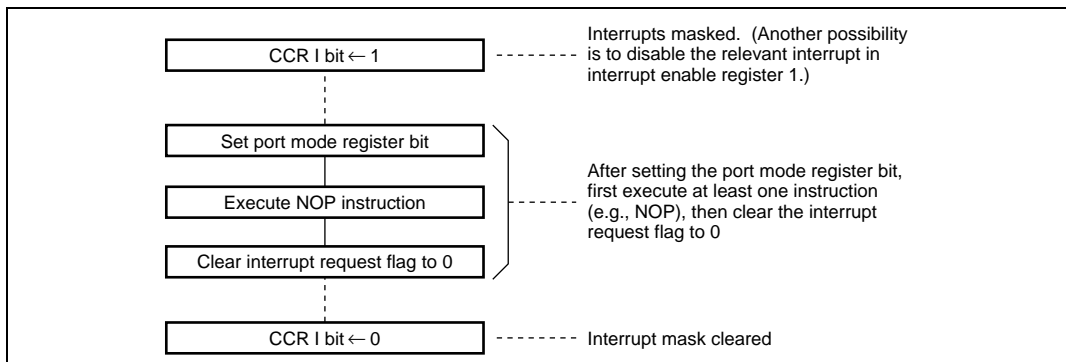 CCR I bit ← 1
Interrupts masked. (Another possibility
is to disable the relevant interrupt in
interrupt enable register 1.)
Set port mode register bit
Execute NOP instruction
Clear interrupt request flag to 0
After setting the port mode register bit,
first execute at least one instruction
(e.g., NOP), then clear the interrupt
request flag to 0
CCR I bit ← 0
Interrupt mask cleared